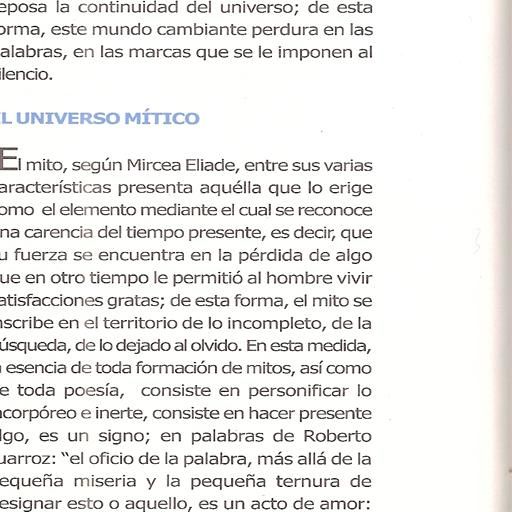 eposa la continuidad del universo; de esta
orma, este mundo cambiante perdura en las
alabras, en las marcas que se le imponen al
ilencio.
L UNIVERSO MÍTICO
El mito, según Mircea Eliade, entre sus varias
aracterísticas presenta aquélla que lo erige
omo el elemento mediante el cual se reconoce
na carencia del tiempo presente, es decir, que
u fuerza se encuentra en la pérdida de algo
ue en otro tiempo le permitió al hombre vivir
atisfacciones gratas; de esta forma, el mito se
nscribe en el territorio de lo incompleto, de la
úsqueda, de lo dejado al olvido. En esta medida,
a esencia de toda formación de mitos, así como
e toda poesía, consiste en personificar lo
ncorpóreo e inerte, consiste en hacer presente
lgo, es un signo; en palabras de Roberto
uarroz: “el oficio de la palabra, más allá de la
equeña miseria y la pequeña ternura de
esignar esto o aquello, es un acto de amor: